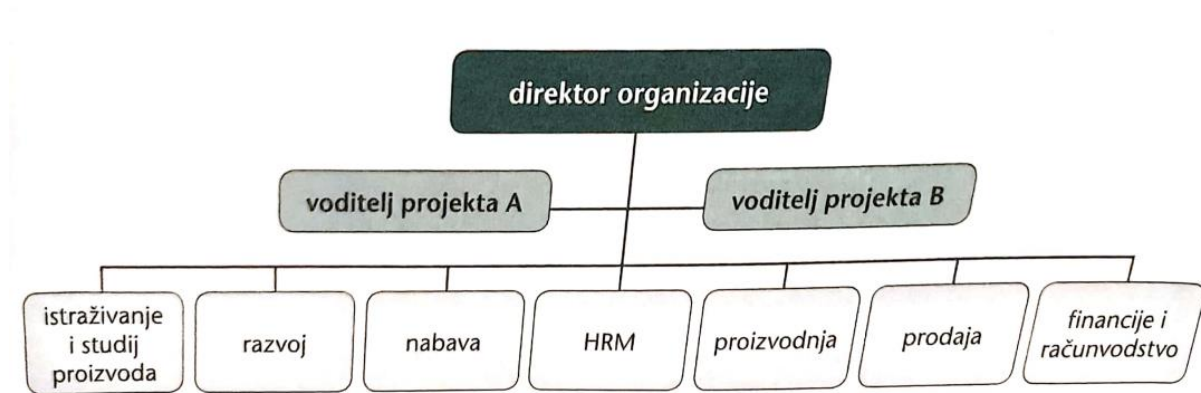 direktor organizacije
voditelj projekta A
voditelj projekta B
istraživanje
i studij
proizvoda
razvoj
nabava
HRM
proizvodnja
prodaja
financije i
računvodstvo